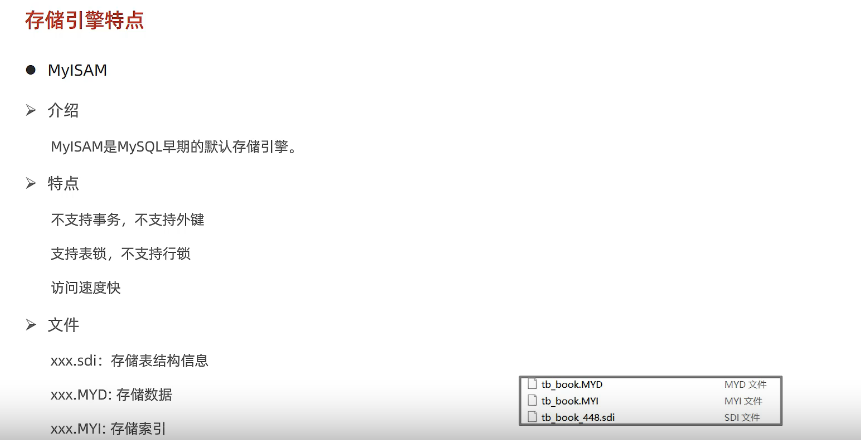 存储引擎特点
MyISAM
介绍
MyISAM是MySQL早期的默认存储引擎。
特点
不支持事务，不支持外键
支持表锁，不支持行锁
访问速度快
文件
xxx.sdi：存储表结构信息
xxx.MYD: 存储数据
xxx.MYI: 存储索引
tb_book.MYD MYD 文件
tb_book.MYI MYI 文件
tb_book_448.sdi SDI 文件